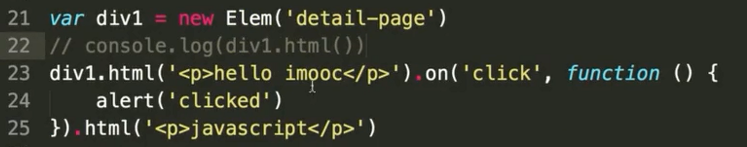 21 var div1 = new Elem('detail-page')
22 // console.log(div1.html())
23 div1.html('<p>hello imooc</p>').on('click', function () {
24     alert('clicked')
25 }).html('<p>javascript</p>')